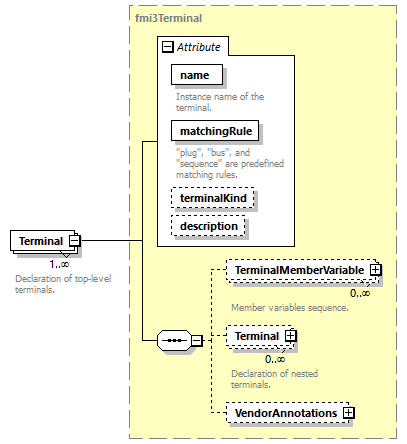 fmi3Terminal
Attribute
name
Instance name of the
terminal.
matchingRule
"plug", "bus", and
"sequence" are predefined
matching rules.
terminalKind
description
Terminal
1..∞
Declaration of top-level
terminals.
TerminalMemberVariable
0..∞
Member variables sequence.
Terminal
0..∞
Declaration of nested
terminals.
VendorAnnotations